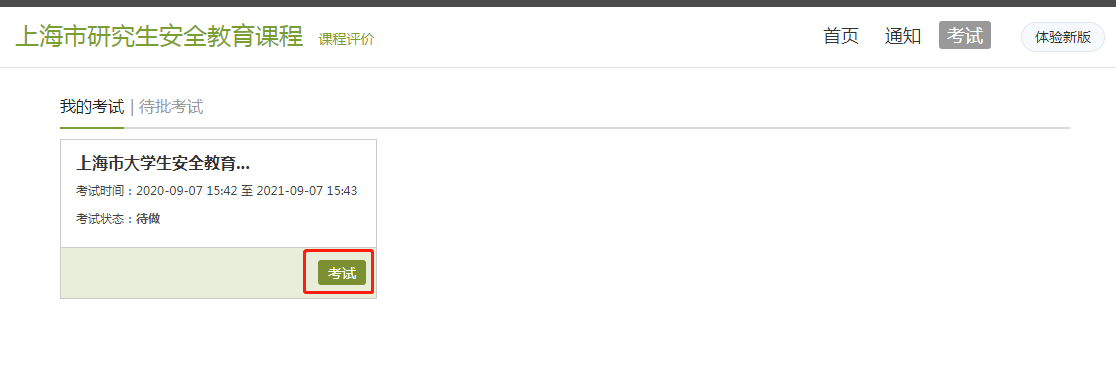 上海市研究生安全教育课程 课程评价 首页 通知 考试 体验新版
我的考试 | 待批考试
上海市大学生安全教育...
考试时间：2020-09-07 15:42 至 2021-09-07 15:43
考试状态：待做
考试